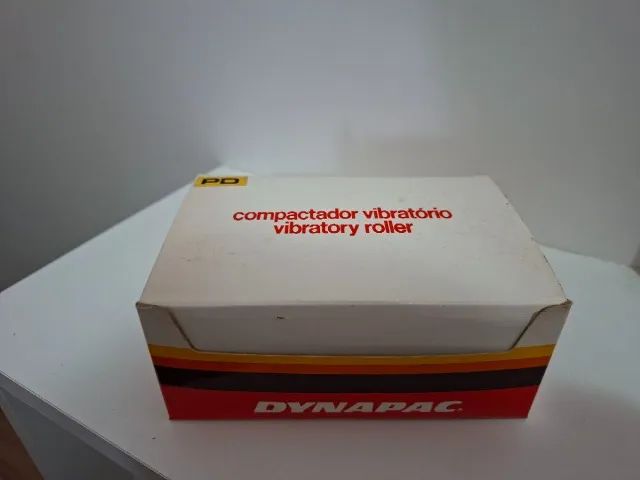 PD
compactador vibratório
vibratory roller
DYNAPAC